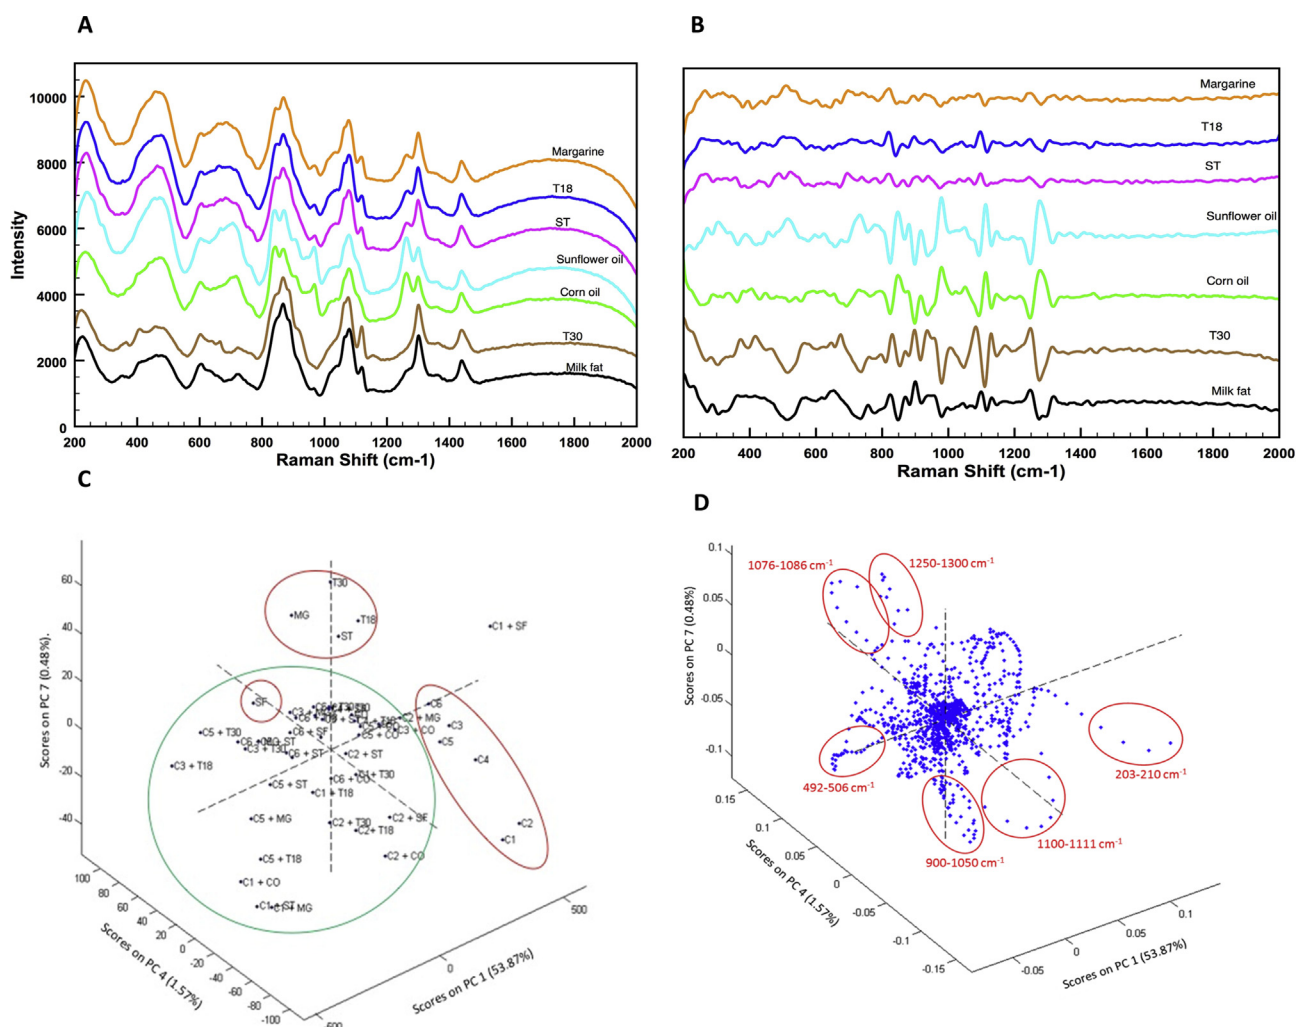 A
B
10000
8000
6000
4000
2000
0
Intensity
Margarine
T18
ST
Sunflower oil
Corn oil
T30
Milk fat
200 400 600 800 1000 1200 1400 1600 1800 2000
Raman Shift (cm-1)
Margarine
T18
ST
Sunflower oil
Corn oil
T30
Milk fat
200 400 600 800 1000 1200 1400 1600 1800 2000
Raman Shift (cm-1)
C
D
60
40
20
0
-20
-40
Scores on PC 7 (0.48%).
T30
MG
T18
ST
C1 + SF
SF
C6
C2 + MG
C3
C3 + CO
C5
C5 + CO
C4
C5 + T30
C6 + SF
C3 + T30
C6 + ST
C2 + ST
C3 + T18
C6 + CO
C1 + T30
C5 + ST
C1 + T18
C5 + MG
C2 + T30
C2 + SF
C2 + T18
C2
C1
C2 + CO
C5 + T18
C1 + CO
C1 + ST
C1 + MG
100
80
60
40
20
0
-20
-40
-60
-80
-100
Scores on PC 4 (1.57%)
0
500
Scores on PC 1 (53.87%)
0.1
0.05
0
-0.05
-0.1
Scores on PC 7 (0.48%)
1076-1086 cm-1
1250-1300 cm-1
492-506 cm-1
203-210 cm-1
900-1050 cm-1
1100-1111 cm-1
0.15
0.1
0.05
0
-0.05
-0.1
-0.15
Scores on PC 4 (1.57%)
-0.05
0
0.05
0.1
Scores on PC 1 (53.87%)